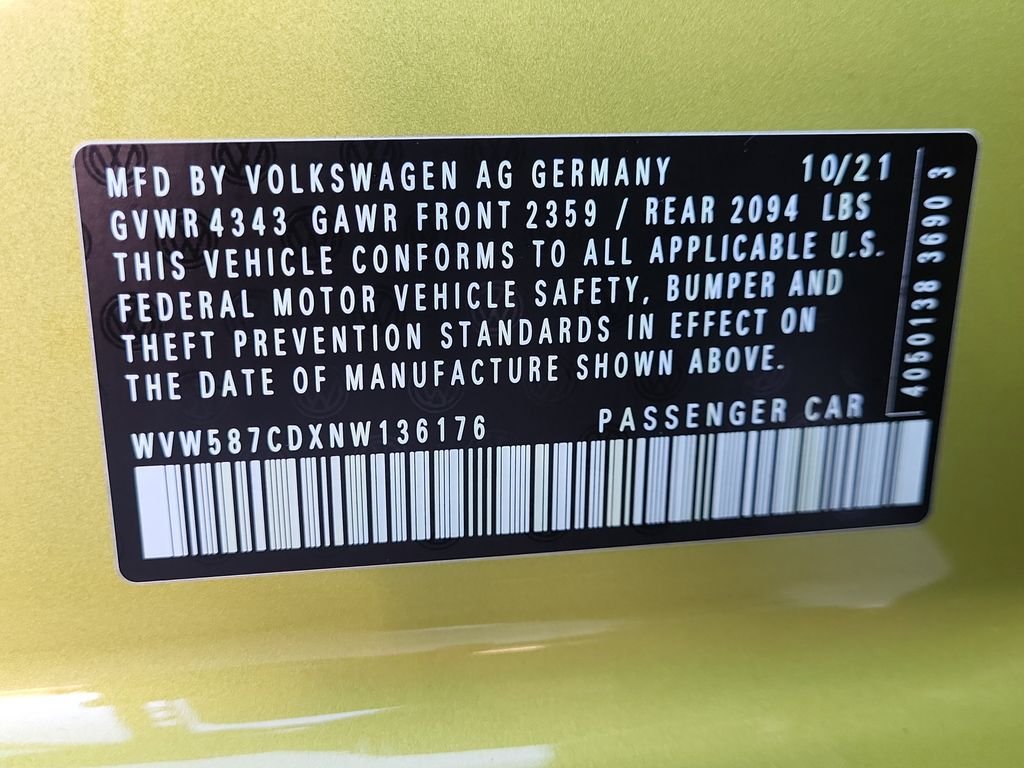 MFD BY VOLKSWAGEN AG GERMANY 10/21
GVWR 4343 GAWR FRONT 2359 / REAR 2094 LBS
THIS VEHICLE CONFORMS TO ALL APPLICABLE U.S.
FEDERAL MOTOR VEHICLE SAFETY, BUMPER AND
THEFT PREVENTION STANDARDS IN EFFECT ON
THE DATE OF MANUFACTURE SHOWN ABOVE.
WVW587CDXNW136176 PASSENGER CAR
4050138 3690 3